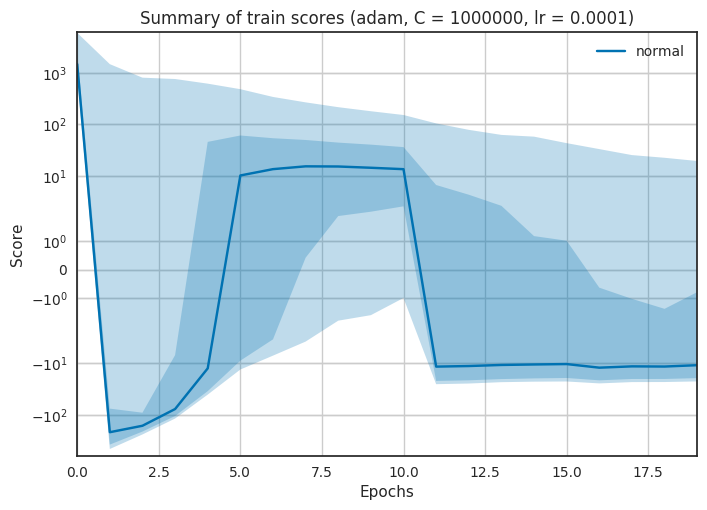 Summary of train scores (adam, C = 1000000, lr = 0.0001)
normal
10³
10²
10¹
10⁰
0
−10⁰
−10¹
−10²
Score
0.0 2.5 5.0 7.5 10.0 12.5 15.0 17.5
Epochs